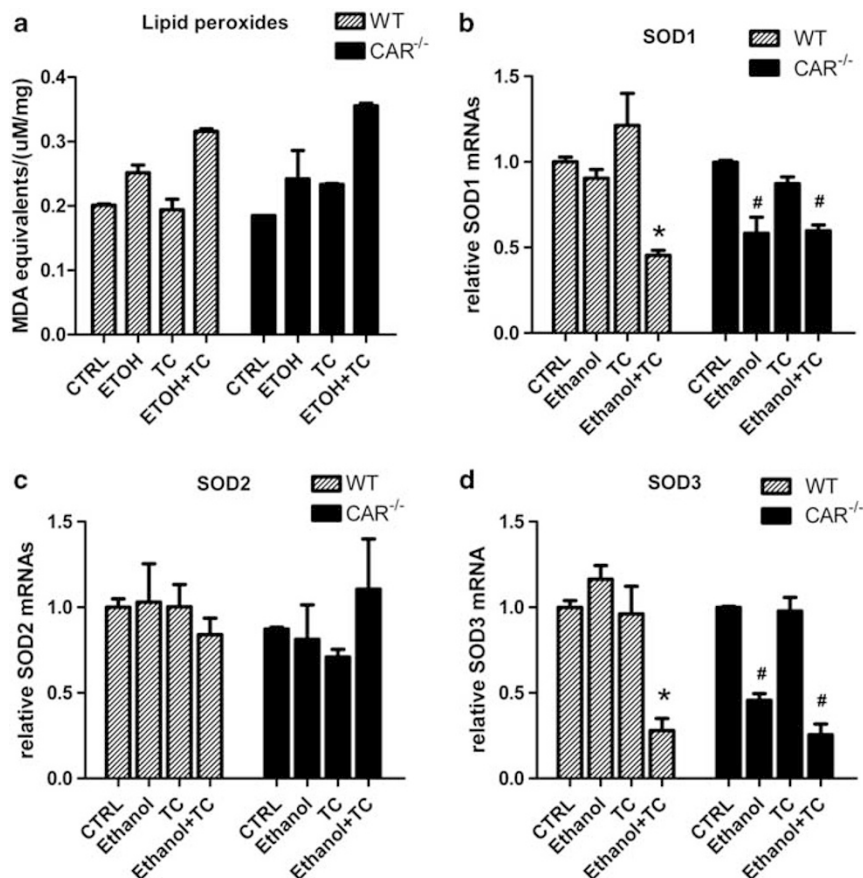 a
Lipid peroxides
WT
CAR-/-
MDA equivalents/(uM/mg)
0.4
0.3
0.2
0.1
0.0
CTRL
ETOH
TC
ETOH+TC
CTRL
ETOH
TC
ETOH+TC
b
SOD1
WT
CAR-/-
relative SOD1 mRNAs
1.5
1.0
0.5
0.0
*
#
#
CTRL
Ethanol
TC
Ethanol+TC
CTRL
Ethanol
TC
Ethanol+TC
c
SOD2
WT
CAR-/-
relative SOD2 mRNAs
1.5
1.0
0.5
0.0
CTRL
Ethanol
TC
Ethanol+TC
CTRL
Ethanol
TC
Ethanol+TC
d
SOD3
WT
CAR-/-
relative SOD3 mRNA
1.5
1.0
0.5
0.0
*
#
#
CTRL
Ethanol
TC
Ethanol+TC
CTRL
Ethanol
TC
Ethanol+TC